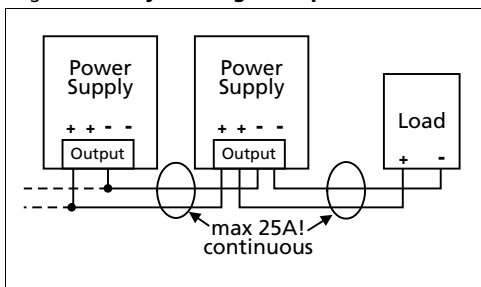 Power
Supply
+ + - -
Output
Power
Supply
+ + - -
Output
Load
+ -
max 25A!
continuous